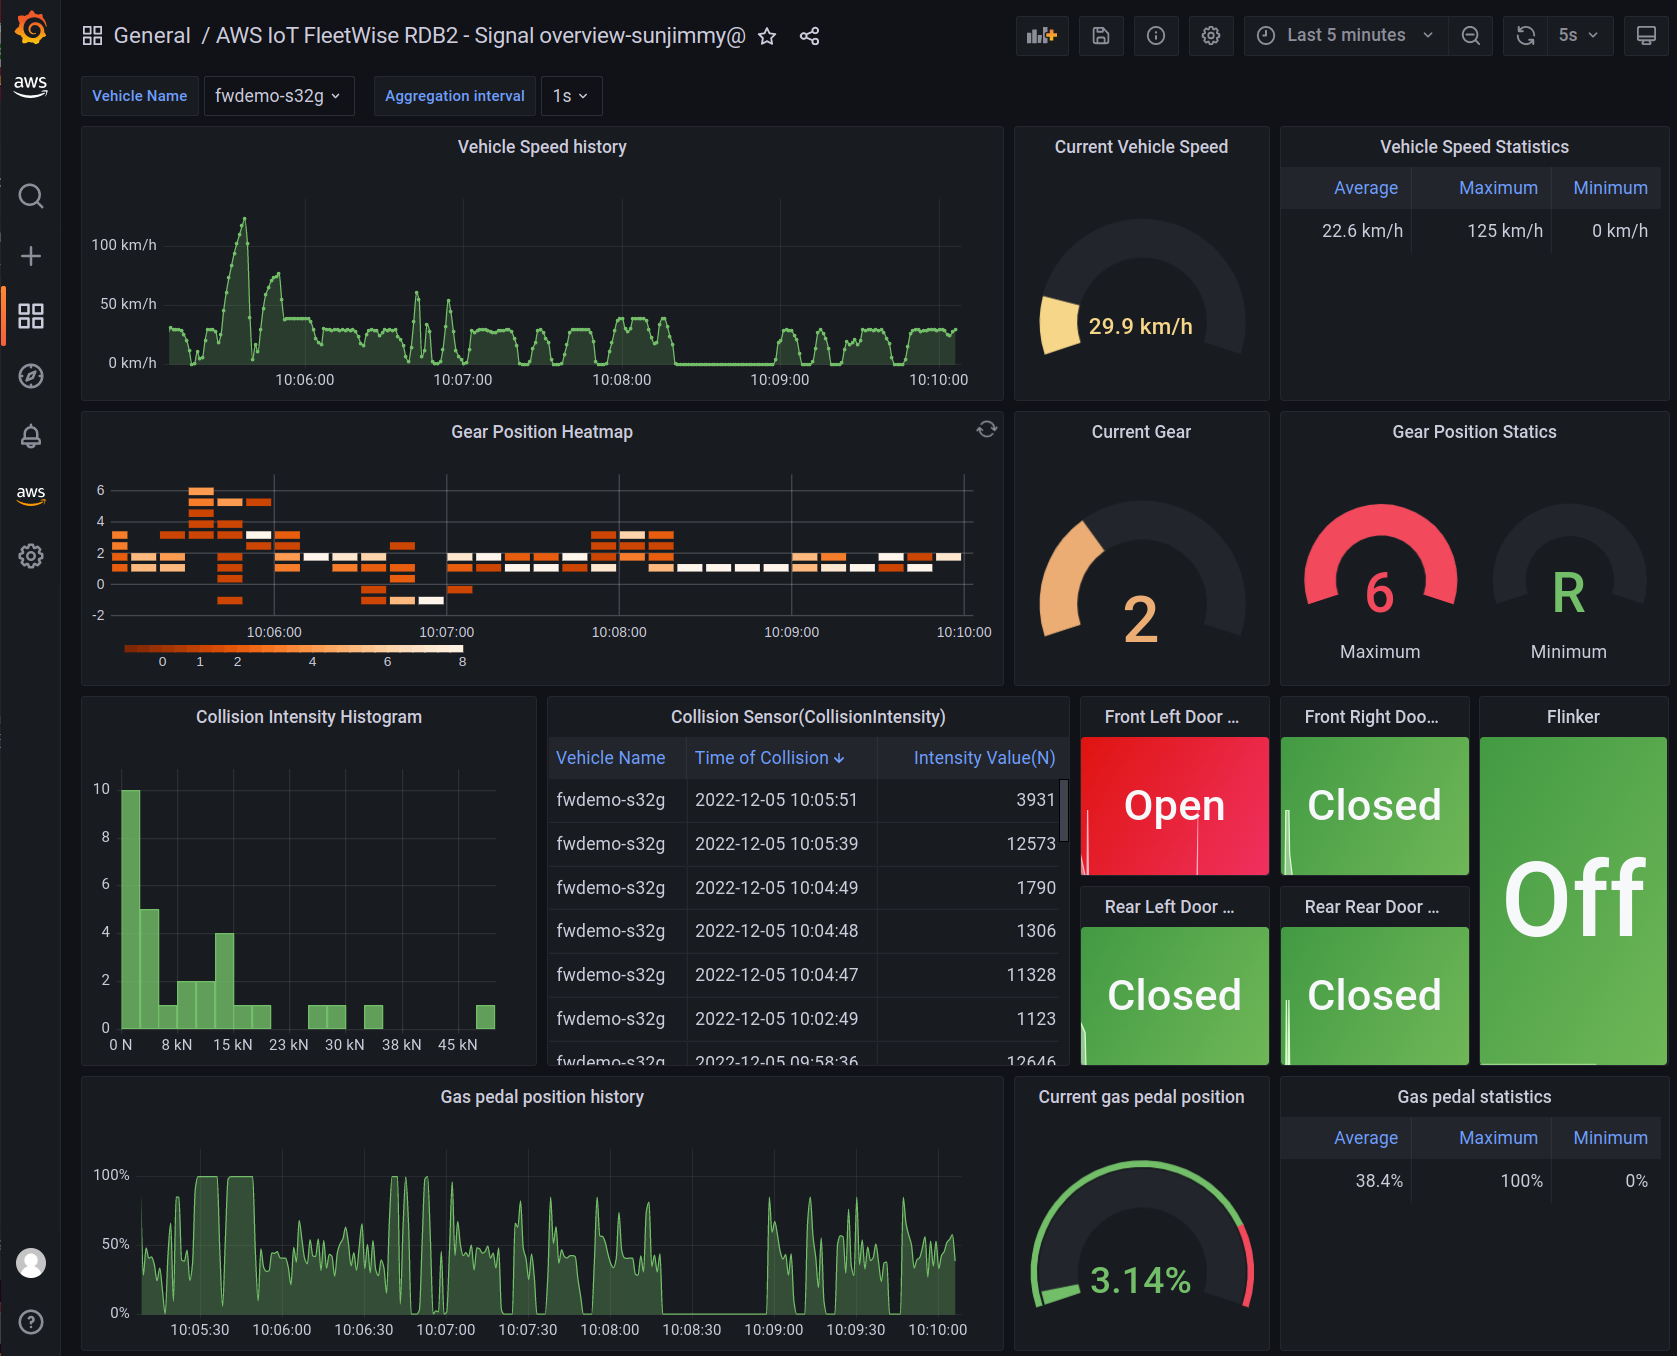 General / AWS IoT FleetWise RDB2 - Signal overview-sunjimmy@
Last 5 minutes
5s
aws
Vehicle Name fwdemo-s32g Aggregation interval 1s
Vehicle Speed history
100 km/h
50 km/h
0 km/h
10:06:00 10:07:00 10:08:00 10:09:00 10:10:00
Current Vehicle Speed
29.9 km/h
Vehicle Speed Statistics
Average Maximum Minimum
22.6 km/h 125 km/h 0 km/h
aws
Gear Position Heatmap
6
4
2
0
-2
10:06:00 10:07:00 10:08:00 10:09:00 10:10:00
0 1 2 4 6 8
Current Gear
2
Gear Position Statics
6 R
Maximum Minimum
Collision Intensity Histogram
10
8
6
4
2
0
0 N 8 kN 15 kN 23 kN 30 kN 38 kN 45 kN
Collision Sensor(CollisionIntensity)
Vehicle Name Time of Collision ↓ Intensity Value(N)
fwdemo-s32g 2022-12-05 10:05:51 3931
fwdemo-s32g 2022-12-05 10:05:39 12573
fwdemo-s32g 2022-12-05 10:04:49 1790
fwdemo-s32g 2022-12-05 10:04:48 1306
fwdemo-s32g 2022-12-05 10:04:47 11328
fwdemo-s32g 2022-12-05 10:02:49 1123
fwdemo-s32g 2022-12-05 09:58:36 12646
Front Left Door ...
Open
Front Right Doo...
Closed
Flinker
Off
Rear Left Door ...
Closed
Rear Rear Door ...
Closed
Gas pedal position history
100%
50%
0%
10:05:30 10:06:00 10:06:30 10:07:00 10:07:30 10:08:00 10:08:30 10:09:00 10:09:30 10:10:00
Current gas pedal position
3.14%
Gas pedal statistics
Average Maximum Minimum
38.4% 100% 0%